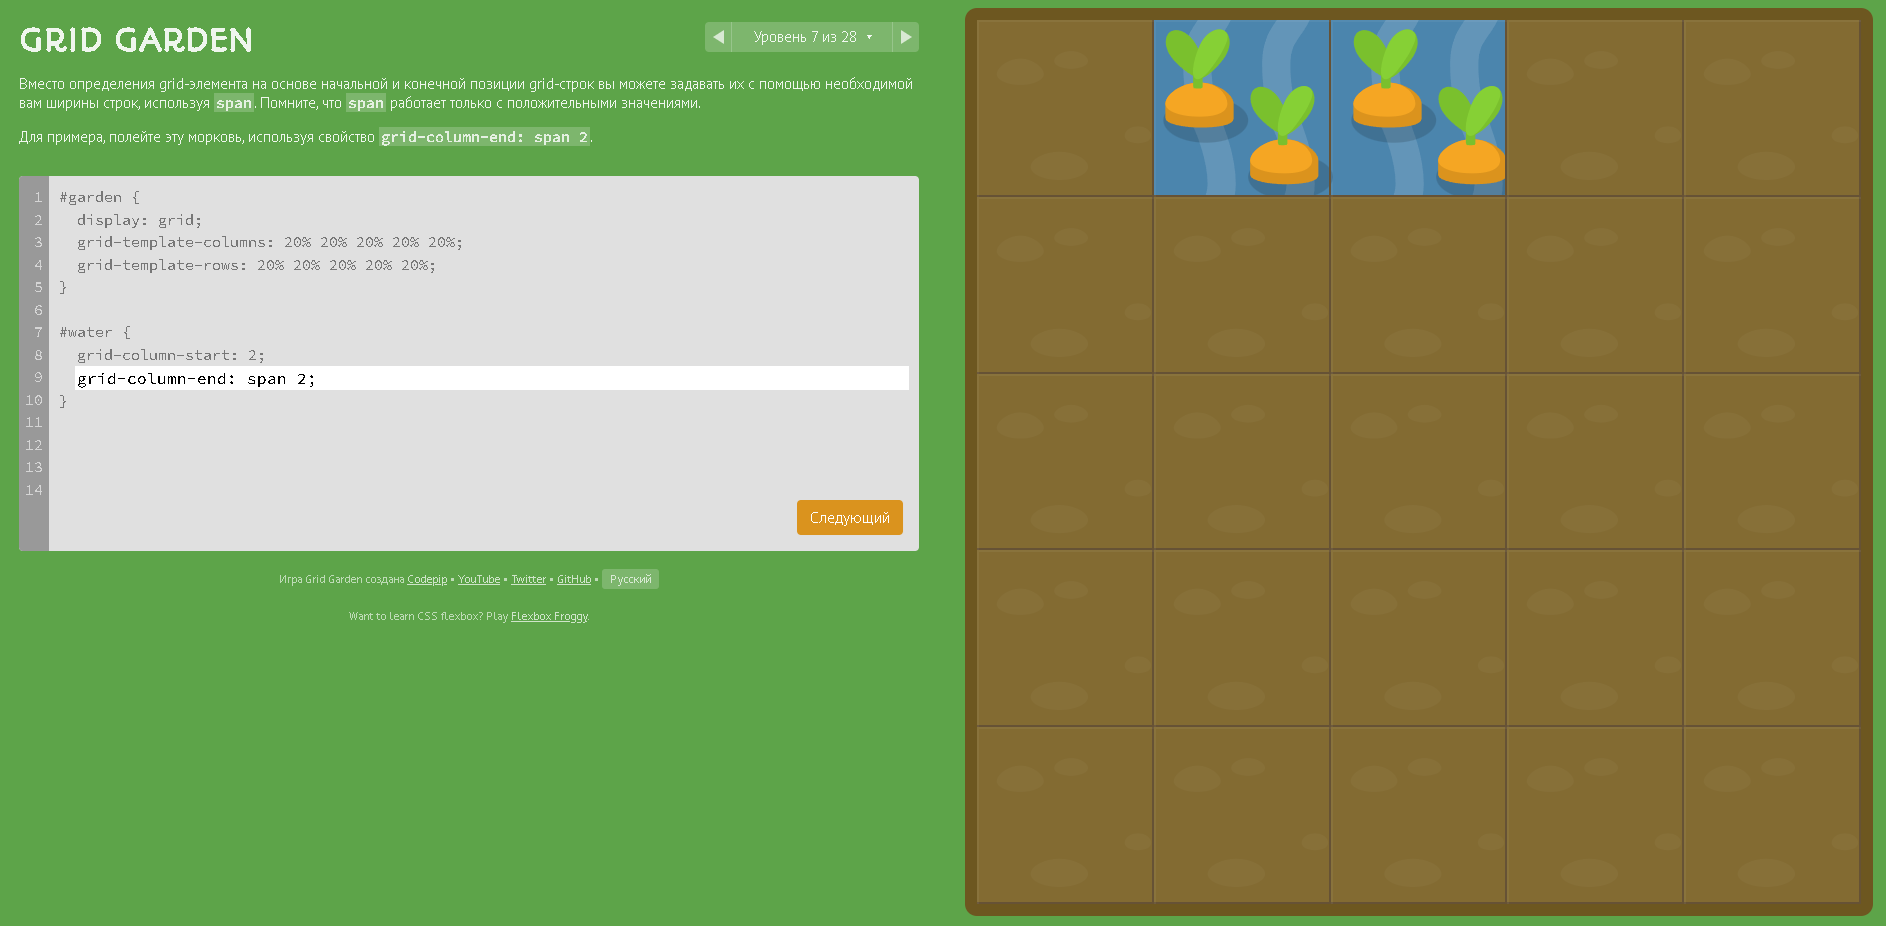 GRID GARDEN
Уровень 7 из 28
Вместо определения grid-элемента на основе начальной и конечной позиции grid-строк вы можете задавать их с помощью необходимой
вам ширины строк, используя span. Помните, что span работает только с положительными значениями.
Для примера, полейте эту морковь, используя свойство grid-column-end: span 2.
1 #garden {
2 display: grid;
3 grid-template-columns: 20% 20% 20% 20% 20%;
4 grid-template-rows: 20% 20% 20% 20% 20%;
5 }
6
7 #water {
8 grid-column-start: 2;
9 grid-column-end: span 2;
10 }
11
12
13
14
Следующий
Игра Grid Garden создана Codepip • YouTube • Twitter • GitHub • Русский
Want to learn CSS flexbox? Play Flexbox Froggy.